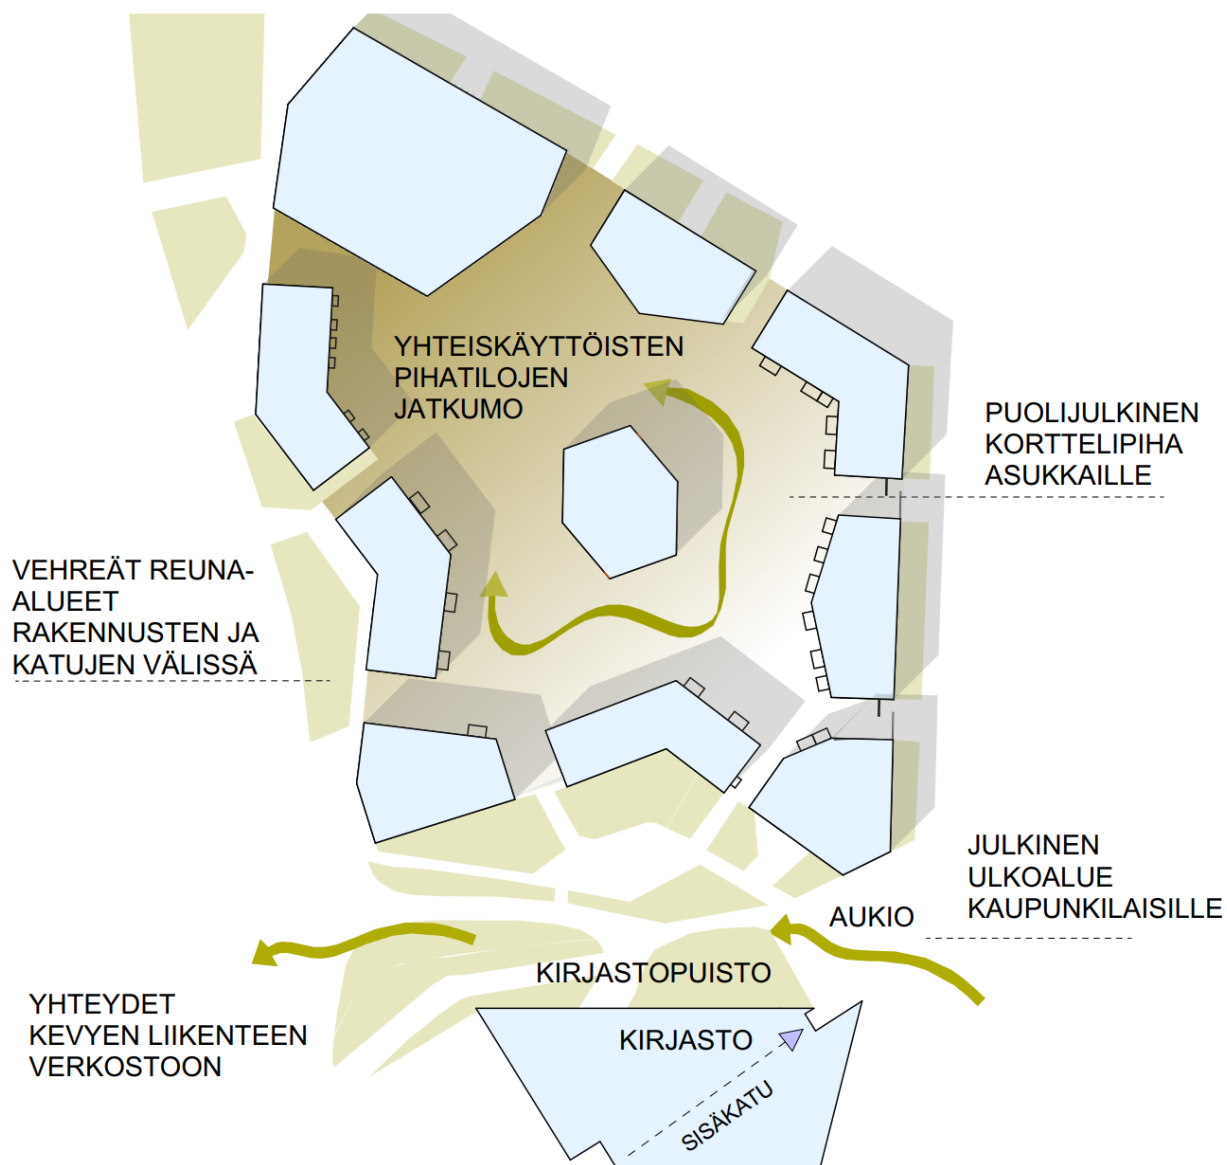 YHTEISKÄYTTÖISTEN
PIHATILOJEN
JATKUMO
PUOLIJULKINEN
KORTTELIPIHA
ASUKKAILLE
VEHREÄT REUNA-
ALUEET
RAKENNUSTEN JA
KATUJEN VÄLISSÄ
JULKINEN
ULKOALUE
KAUPUNKILAISILLE
AUKIO
KIRJASTOPUISTO
YHTEYDET
KEVYEN LIIKENTEEN
VERKOSTOON
KIRJASTO
SISÄKATU